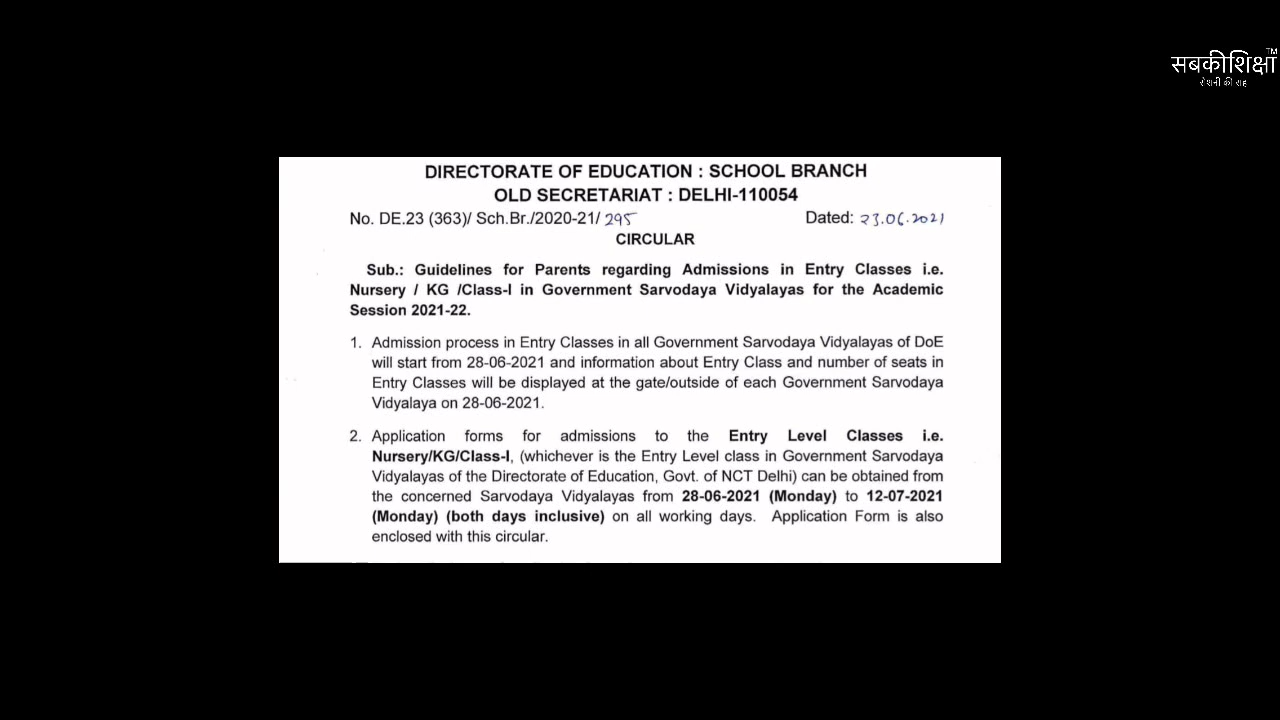 सबकीशिक्षा™
रोशनी की राह
DIRECTORATE OF EDUCATION : SCHOOL BRANCH
OLD SECRETARIAT : DELHI-110054
No. DE.23 (363)/ Sch.Br./2020-21/ 295 Dated: 23.06.2021
CIRCULAR
Sub.: Guidelines for Parents regarding Admissions in Entry Classes i.e.
Nursery / KG /Class-I in Government Sarvodaya Vidyalayas for the Academic
Session 2021-22.
1. Admission process in Entry Classes in all Government Sarvodaya Vidyalayas of DoE
will start from 28-06-2021 and information about Entry Class and number of seats in
Entry Classes will be displayed at the gate/outside of each Government Sarvodaya
Vidyalaya on 28-06-2021.
2. Application forms for admissions to the Entry Level Classes i.e.
Nursery/KG/Class-I, (whichever is the Entry Level class in Government Sarvodaya
Vidyalayas of the Directorate of Education, Govt. of NCT Delhi) can be obtained from
the concerned Sarvodaya Vidyalayas from 28-06-2021 (Monday) to 12-07-2021
(Monday) (both days inclusive) on all working days. Application Form is also
enclosed with this circular.